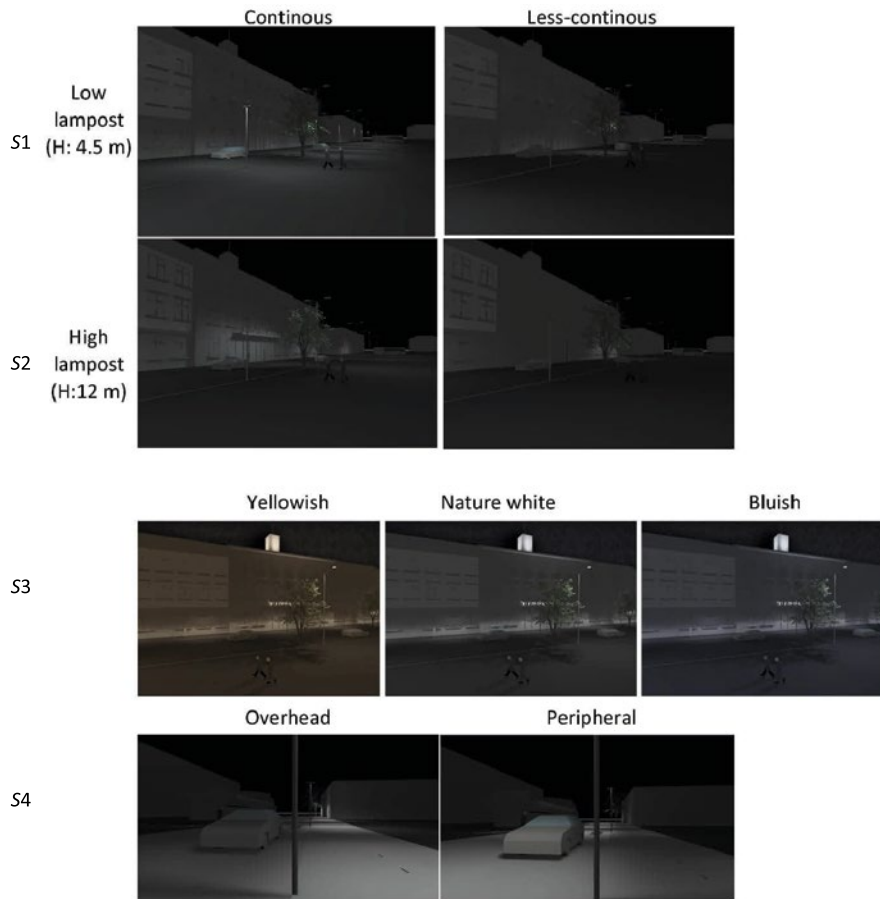 Continous
Less-continous
S1
Low
lampost
(H: 4.5 m)
S2
High
lampost
(H:12 m)
Yellowish
Nature white
Bluish
S3
Overhead
Peripheral
S4